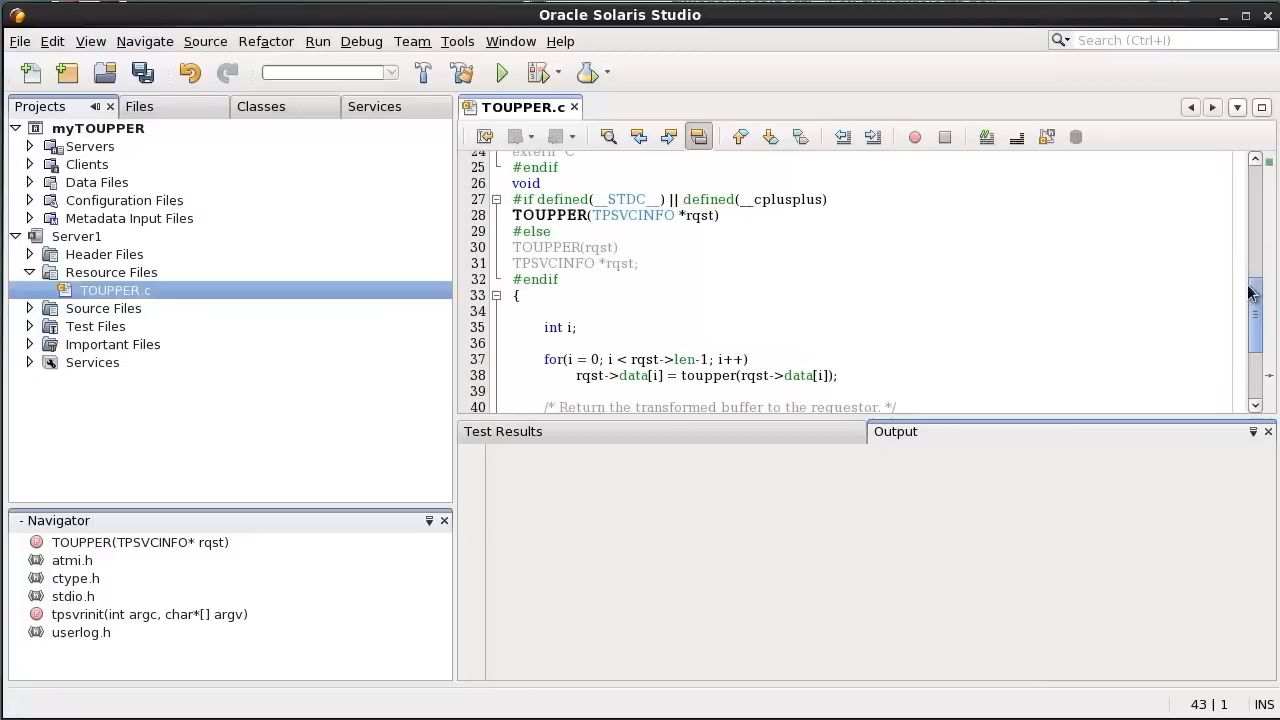 Oracle Solaris Studio
File Edit View Navigate Source Refactor Run Debug Team Tools Window Help
Search (Ctrl+I)
Projects
Files
Classes
Services
myTOUPPER
Servers
Clients
Data Files
Configuration Files
Metadata Input Files
Server1
Header Files
Resource Files
TOUPPER.c
Source Files
Test Files
Important Files
Services
- Navigator
TOUPPER(TPSVCINFO* rqst)
atmi.h
ctype.h
stdio.h
tpsvrinit(int argc, char*[] argv)
userlog.h
TOUPPER.c
24 extern "C"
25 #endif
26 void
27 #if defined(__STDC__) || defined(__cplusplus)
28 TOUPPER(TPSVCINFO *rqst)
29 #else
30 TOUPPER(rqst)
31 TPSVCINFO *rqst;
32 #endif
33 {
34
35 int i;
36
37 for(i = 0; i < rqst->len-1; i++)
38 rqst->data[i] = toupper(rqst->data[i]);
39
40 /* Return the transformed buffer to the requestor. */
Test Results
Output
43 | 1
INS